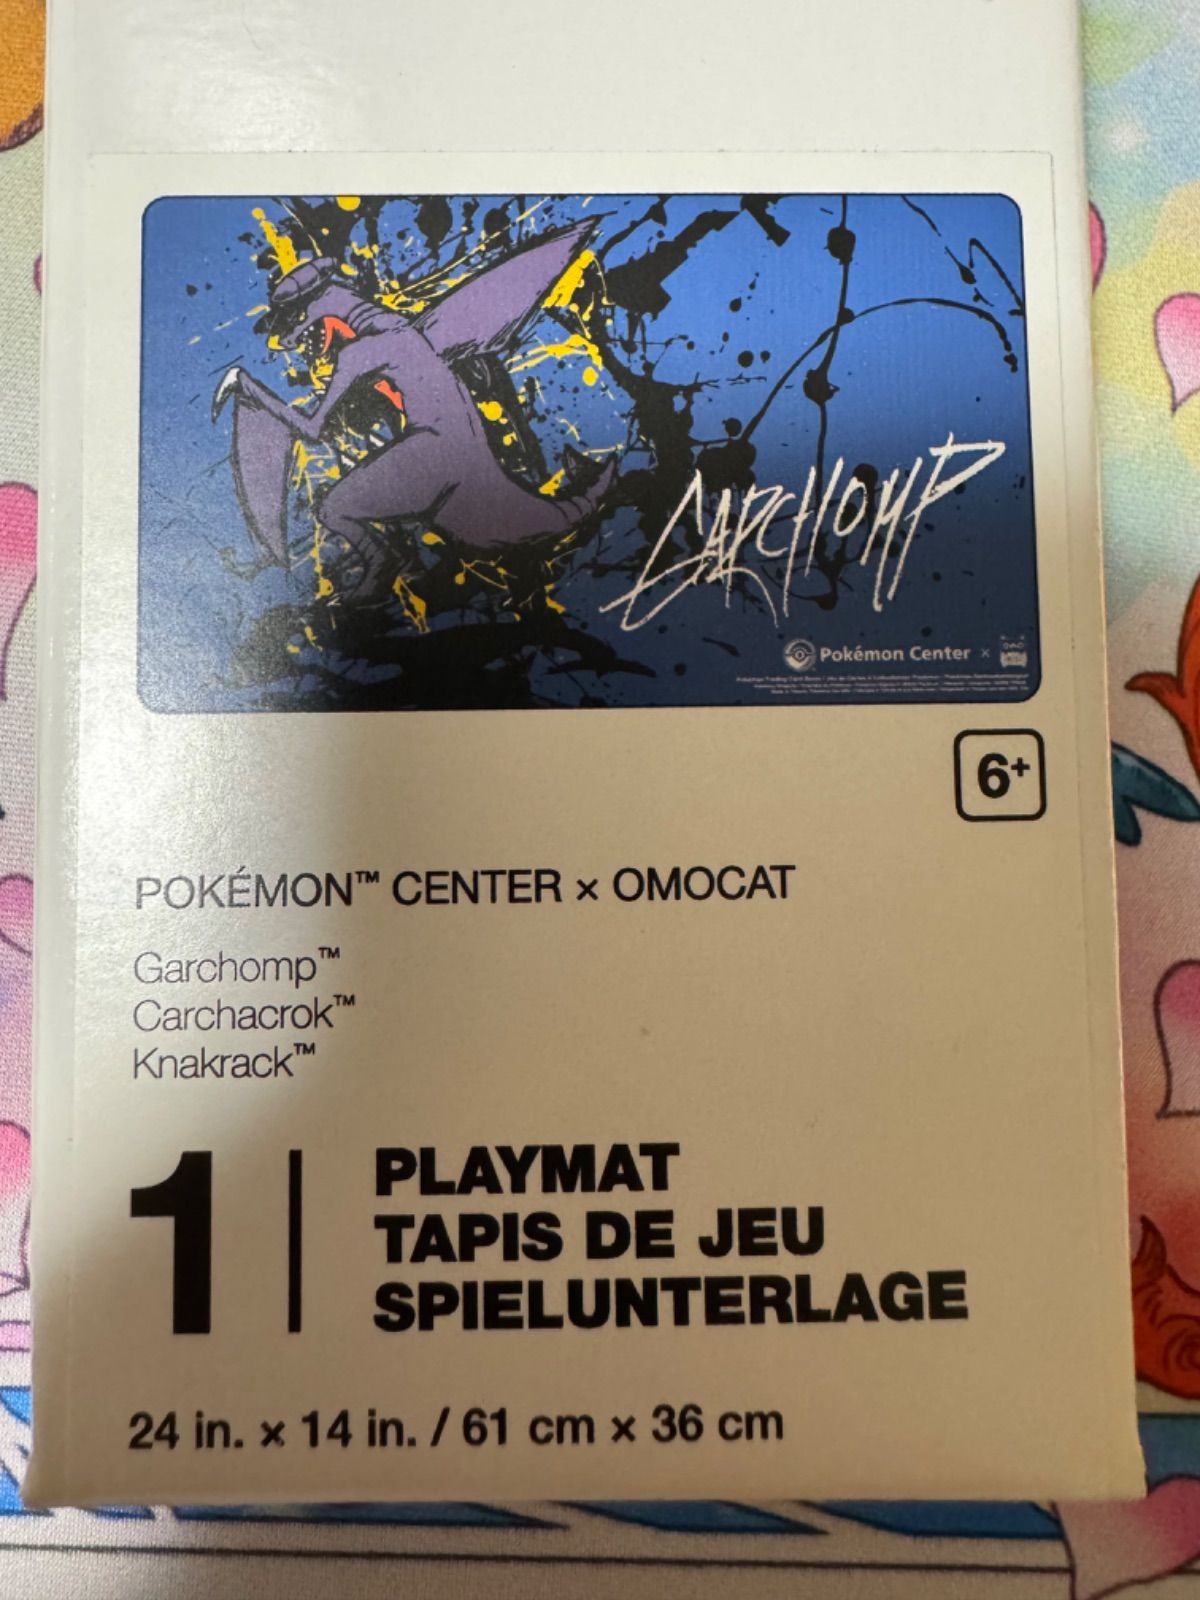 GARCHOMP
Pokémon Center ×
6+
POKÉMON™ CENTER × OMOCAT
Garchomp™
Carchacrok™
Knakrack™
1
PLAYMAT
TAPIS DE JEU
SPIELUNTERLAGE
24 in. × 14 in. / 61 cm × 36 cm